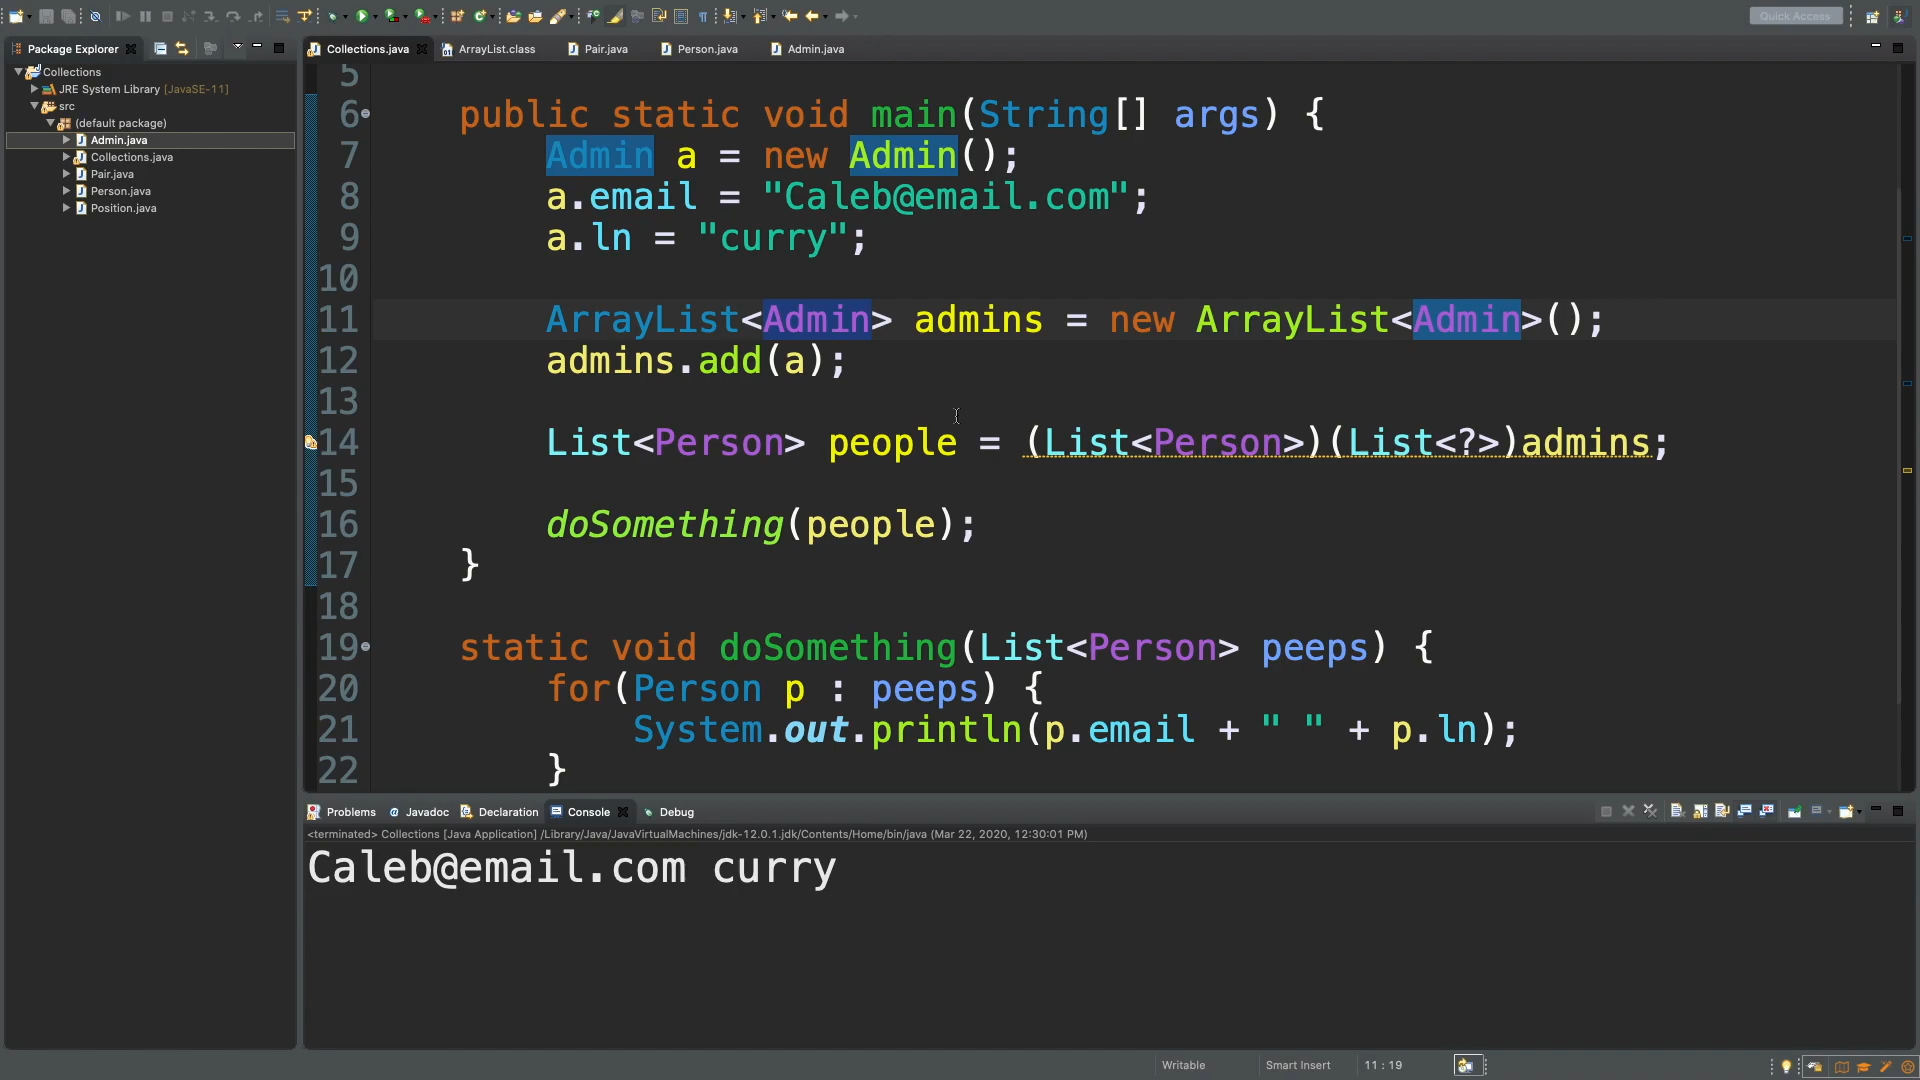 Quick Access
Package Explorer
Collections.java
ArrayList.class
Pair.java
Person.java
Admin.java
Collections
JRE System Library [JavaSE-11]
src
(default package)
Admin.java
Collections.java
Pair.java
Person.java
Position.java
5
6 public static void main(String[] args) {
7 Admin a = new Admin();
8 a.email = "Caleb@email.com";
9 a.ln = "curry";
10
11 ArrayList<Admin> admins = new ArrayList<Admin>();
12 admins.add(a);
13
14 List<Person> people = (List<Person>)(List<?>)admins;
15
16 doSomething(people);
17 }
18
19 static void doSomething(List<Person> peeps) {
20 for(Person p : peeps) {
21 System.out.println(p.email + " " + p.ln);
22 }
Problems
Javadoc
Declaration
Console
Debug
<terminated> Collections [Java Application] /Library/Java/JavaVirtualMachines/jdk-12.0.1.jdk/Contents/Home/bin/java (Mar 22, 2020, 12:30:01 PM)
Caleb@email.com curry
Writable
Smart Insert
11 : 19